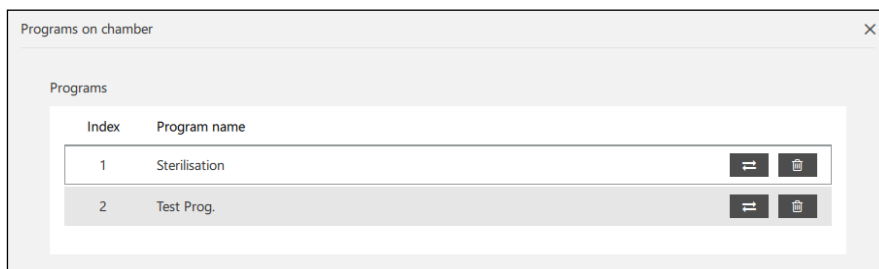 Programs on chamber
Programs
Index Program name
1 Sterilisation
2 Test Prog.